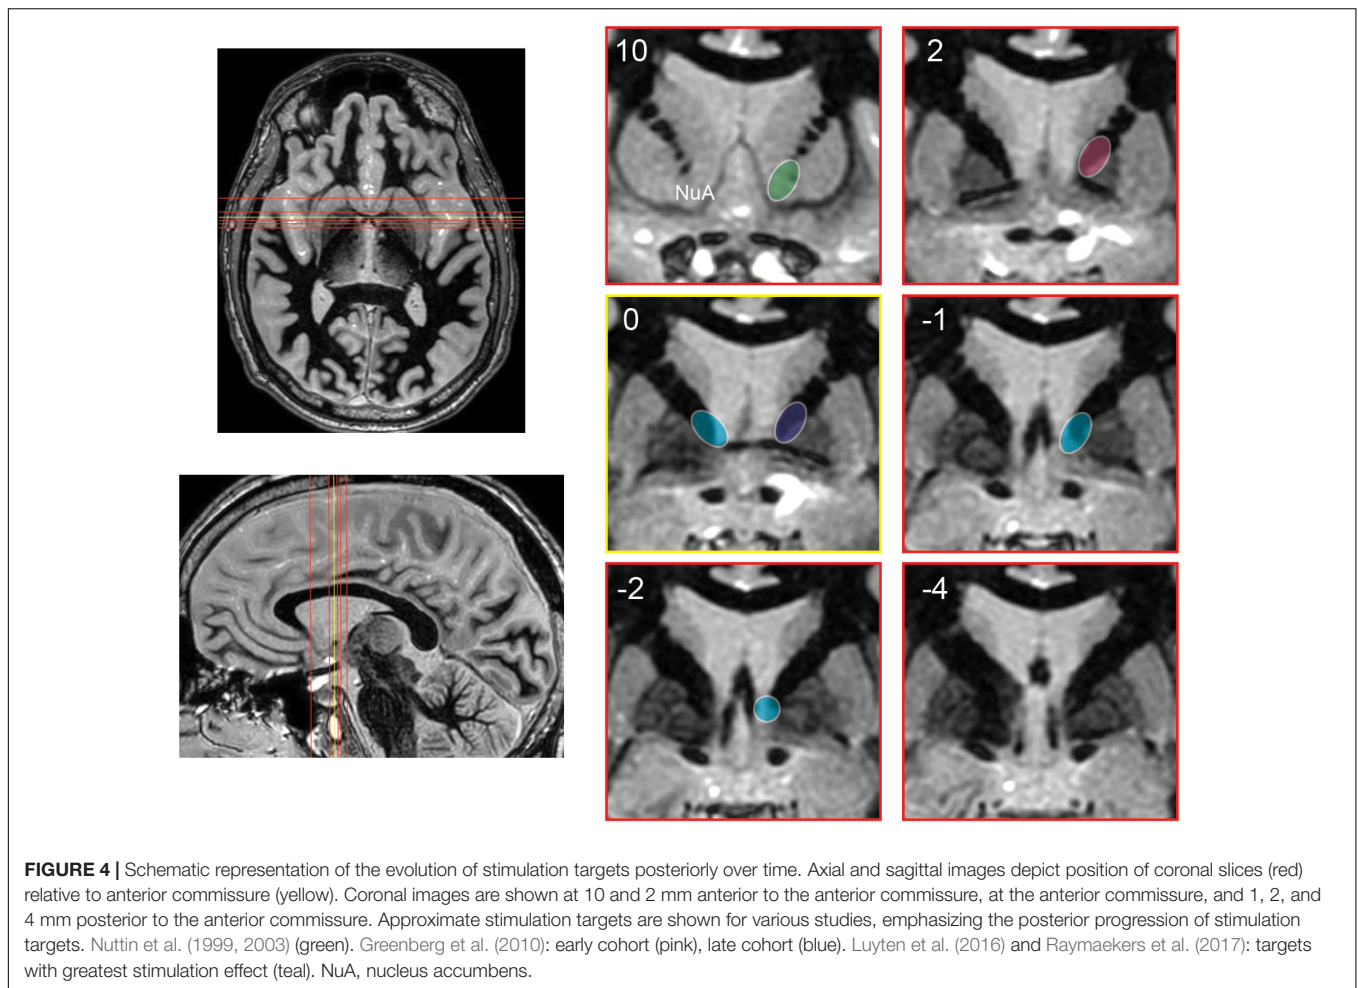 10
2
NuA
0
-1
-2
-4
FIGURE 4 | Schematic representation of the evolution of stimulation targets posteriorly over time. Axial and sagittal images depict position of coronal slices (red)
relative to anterior commissure (yellow). Coronal images are shown at 10 and 2 mm anterior to the anterior commissure, at the anterior commissure, and 1, 2, and
4 mm posterior to the anterior commissure. Approximate stimulation targets are shown for various studies, emphasizing the posterior progression of stimulation
targets. Nuttin et al. (1999, 2003) (green). Greenberg et al. (2010): early cohort (pink), late cohort (blue). Luyten et al. (2016) and Raymaekers et al. (2017): targets
with greatest stimulation effect (teal). NuA, nucleus accumbens.